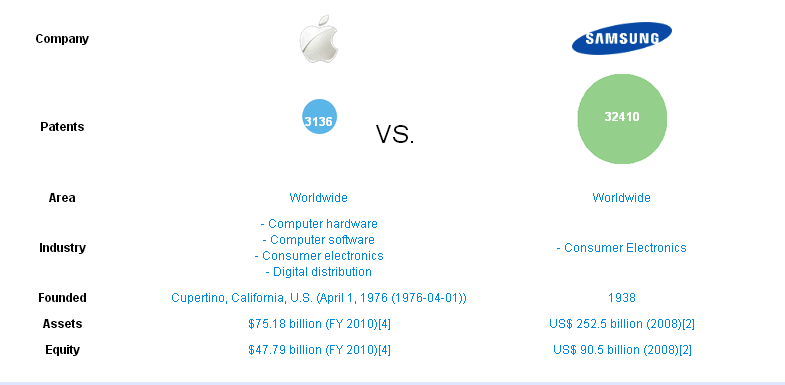 Company
SAMSUNG
Patents
3136
VS.
32410
Area
Worldwide
Worldwide
Industry
- Computer hardware
- Computer software
- Consumer electronics
- Digital distribution
- Consumer Electronics
Founded
Cupertino, California, U.S. (April 1, 1976 (1976-04-01))
1938
Assets
$75.18 billion (FY 2010)[4]
US$ 252.5 billion (2008)[2]
Equity
$47.79 billion (FY 2010)[4]
US$ 90.5 billion (2008)[2]